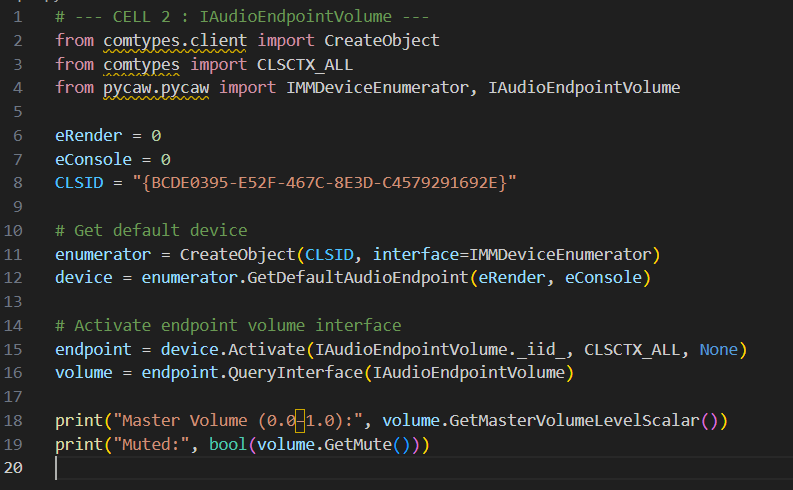 1 # --- CELL 2 : IAudioEndpointVolume ---
2 from comtypes.client import CreateObject
3 from comtypes import CLSCTX_ALL
4 from pycaw.pycaw import IMMDeviceEnumerator, IAudioEndpointVolume
5
6 eRender = 0
7 eConsole = 0
8 CLSID = "{BCDE0395-E52F-467C-8E3D-C4579291692E}"
9
10 # Get default device
11 enumerator = CreateObject(CLSID, interface=IMMDeviceEnumerator)
12 device = enumerator.GetDefaultAudioEndpoint(eRender, eConsole)
13
14 # Activate endpoint volume interface
15 endpoint = device.Activate(IAudioEndpointVolume._iid_, CLSCTX_ALL, None)
16 volume = endpoint.QueryInterface(IAudioEndpointVolume)
17
18 print("Master Volume (0.0–1.0):", volume.GetMasterVolumeLevelScalar())
19 print("Muted:", bool(volume.GetMute()))
20